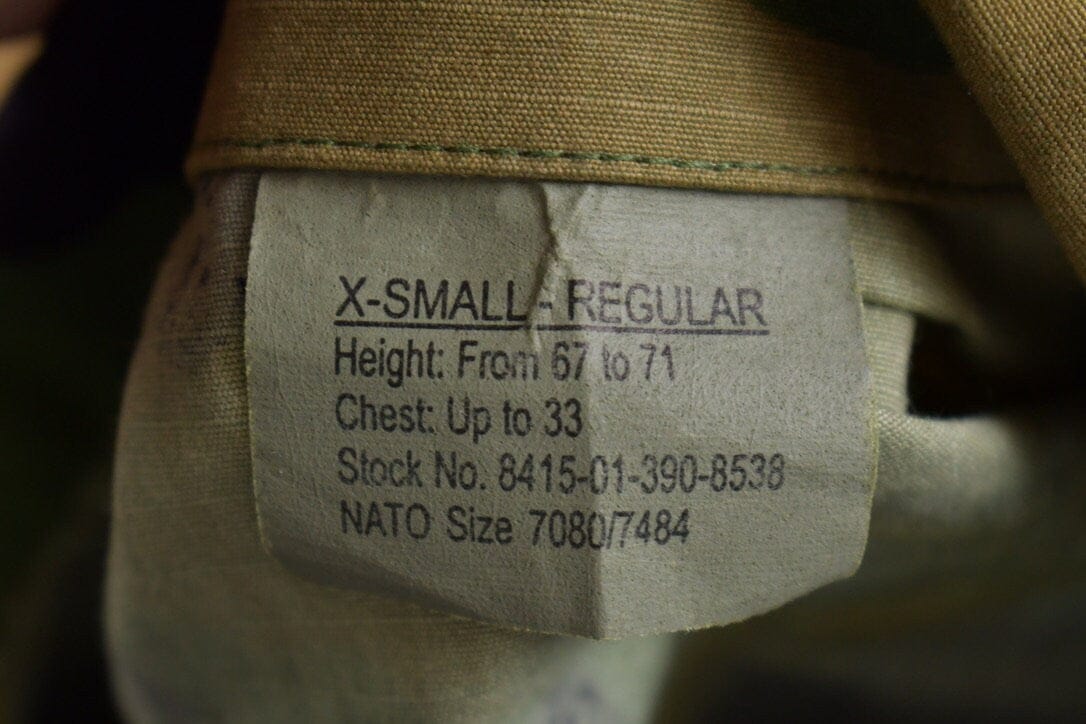 X-SMALL - REGULAR
Height: From 67 to 71
Chest: Up to 33
Stock No. 8415-01-390-8538
NATO Size 7080/7484